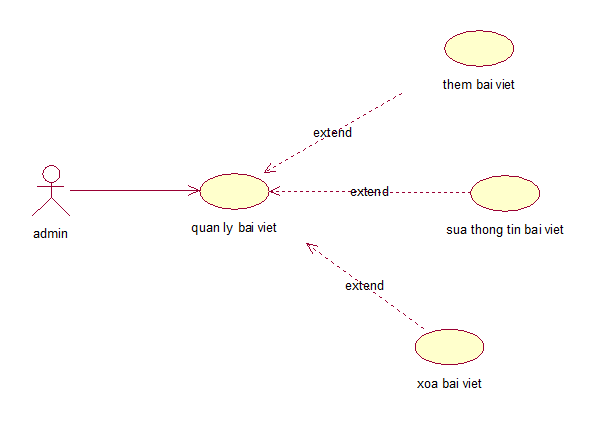 them bai viet
extend
extend
admin
quan ly bai viet
sua thong tin bai viet
extend
xoa bai viet